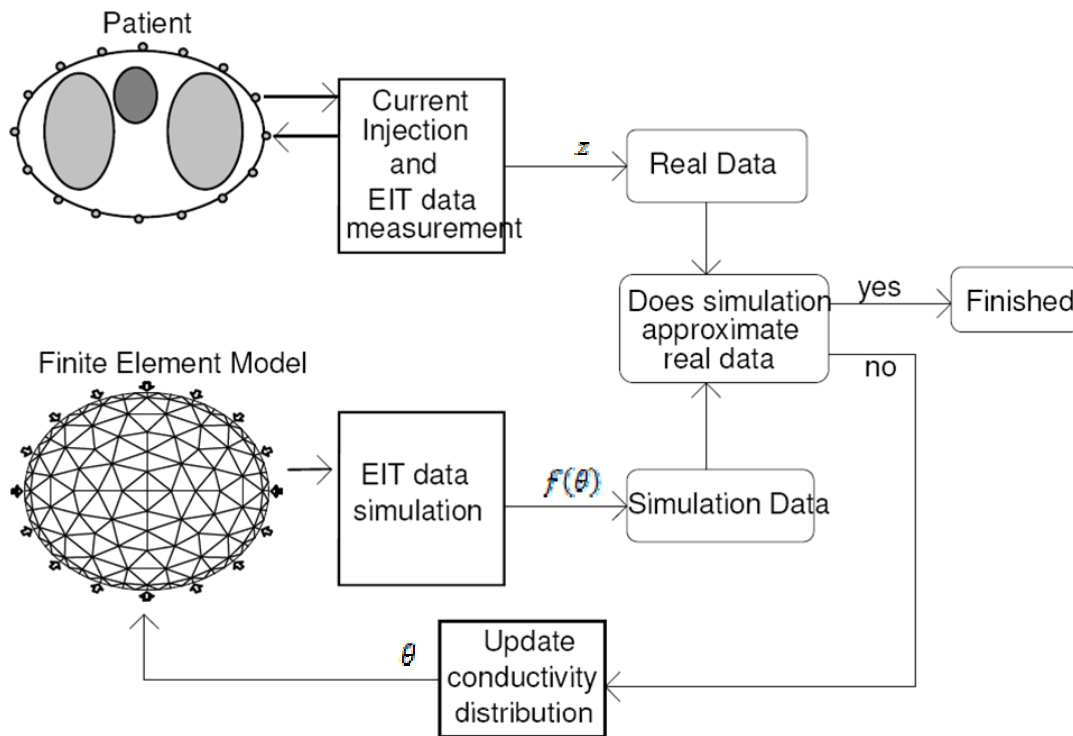 Patient
Current
Injection
and
EIT data
measurement
z
Real Data
Does simulation
approximate
real data
yes
Finished
no
Finite Element Model
EIT data
simulation
f(θ)
Simulation Data
Update
conductivity
distribution
θ